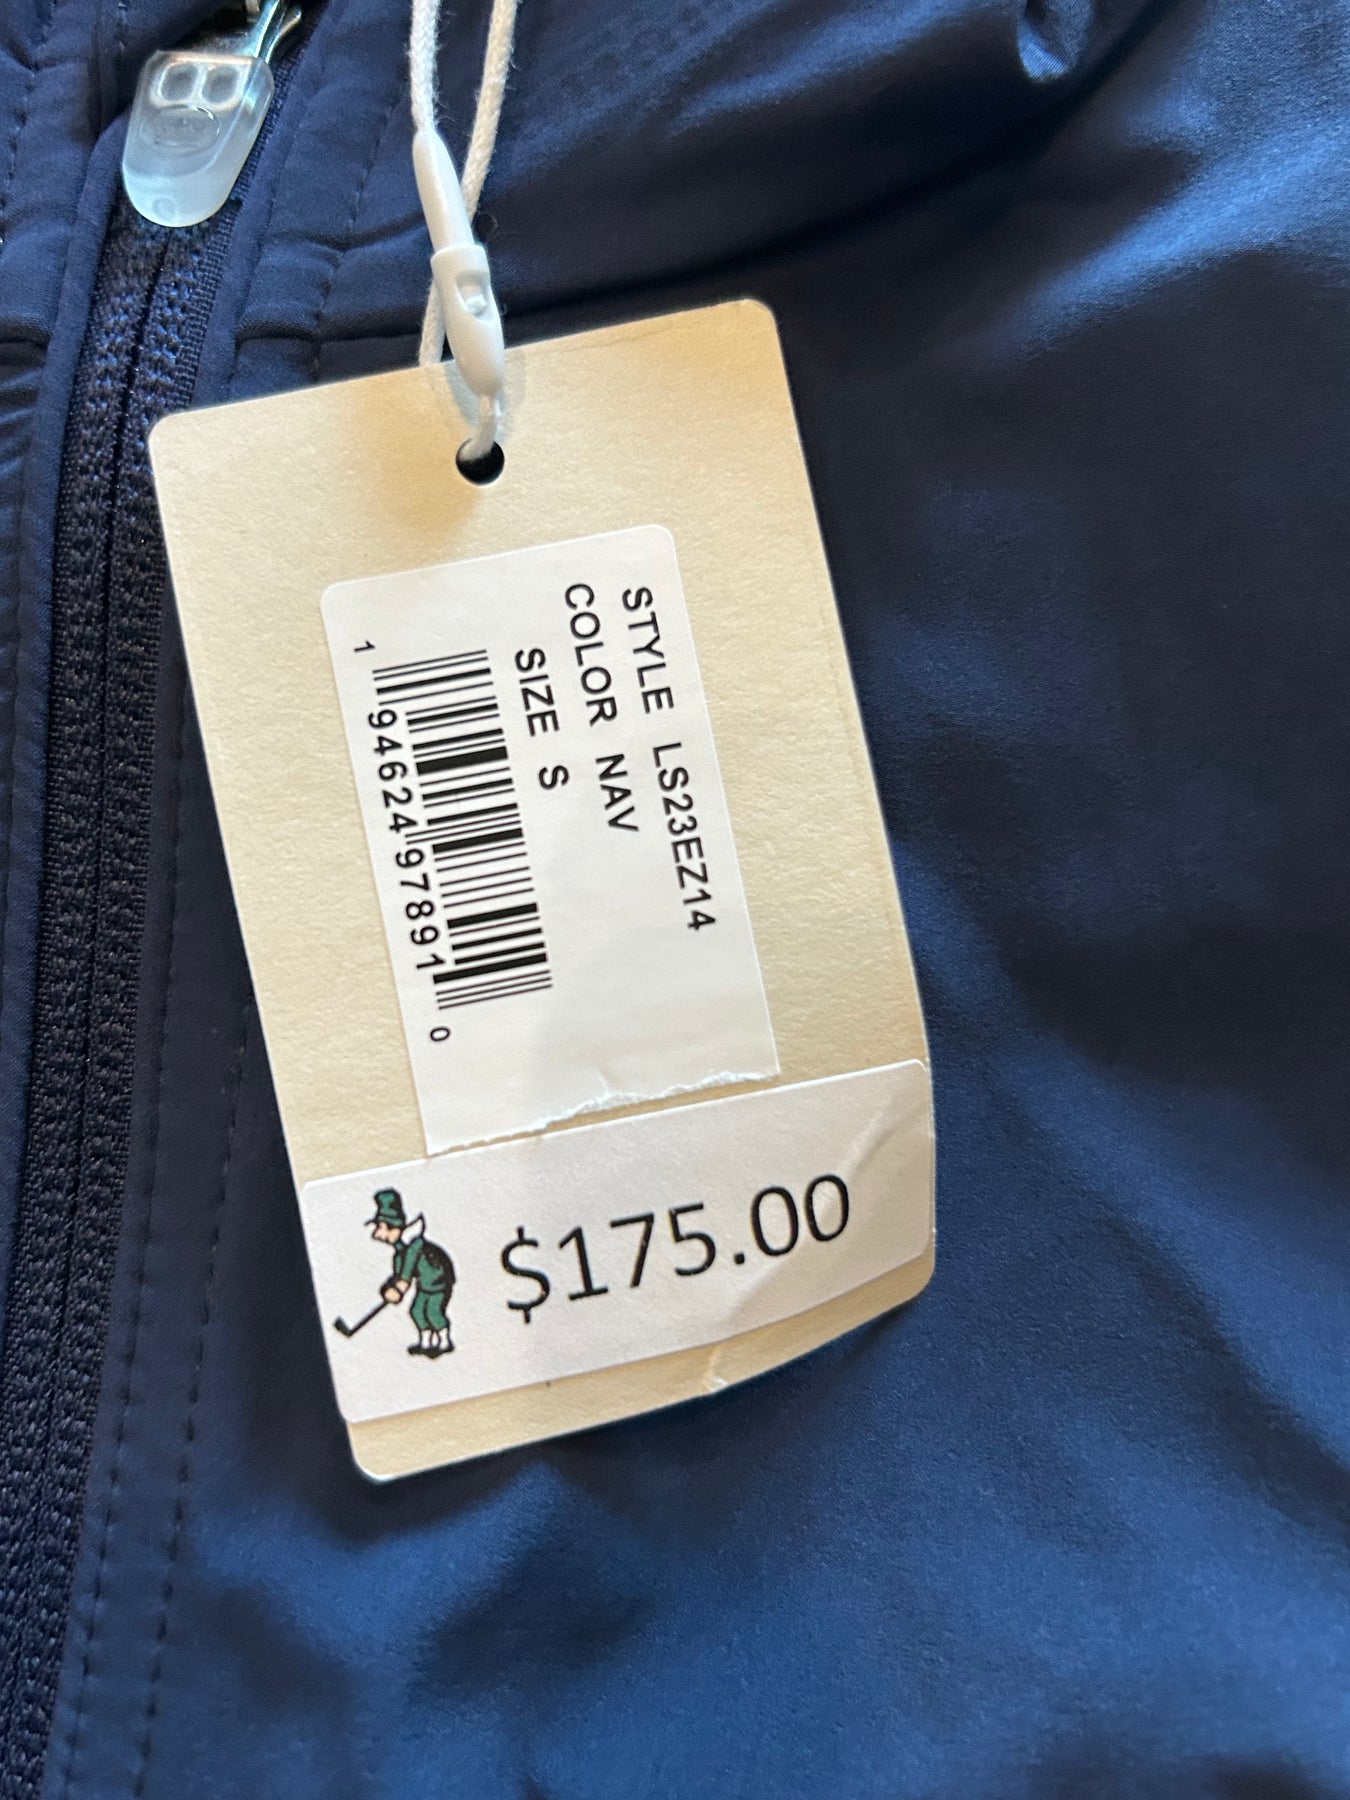 STYLE LS23EZ14
COLOR NAV
SIZE S
1 94624 97891 0
$175.00